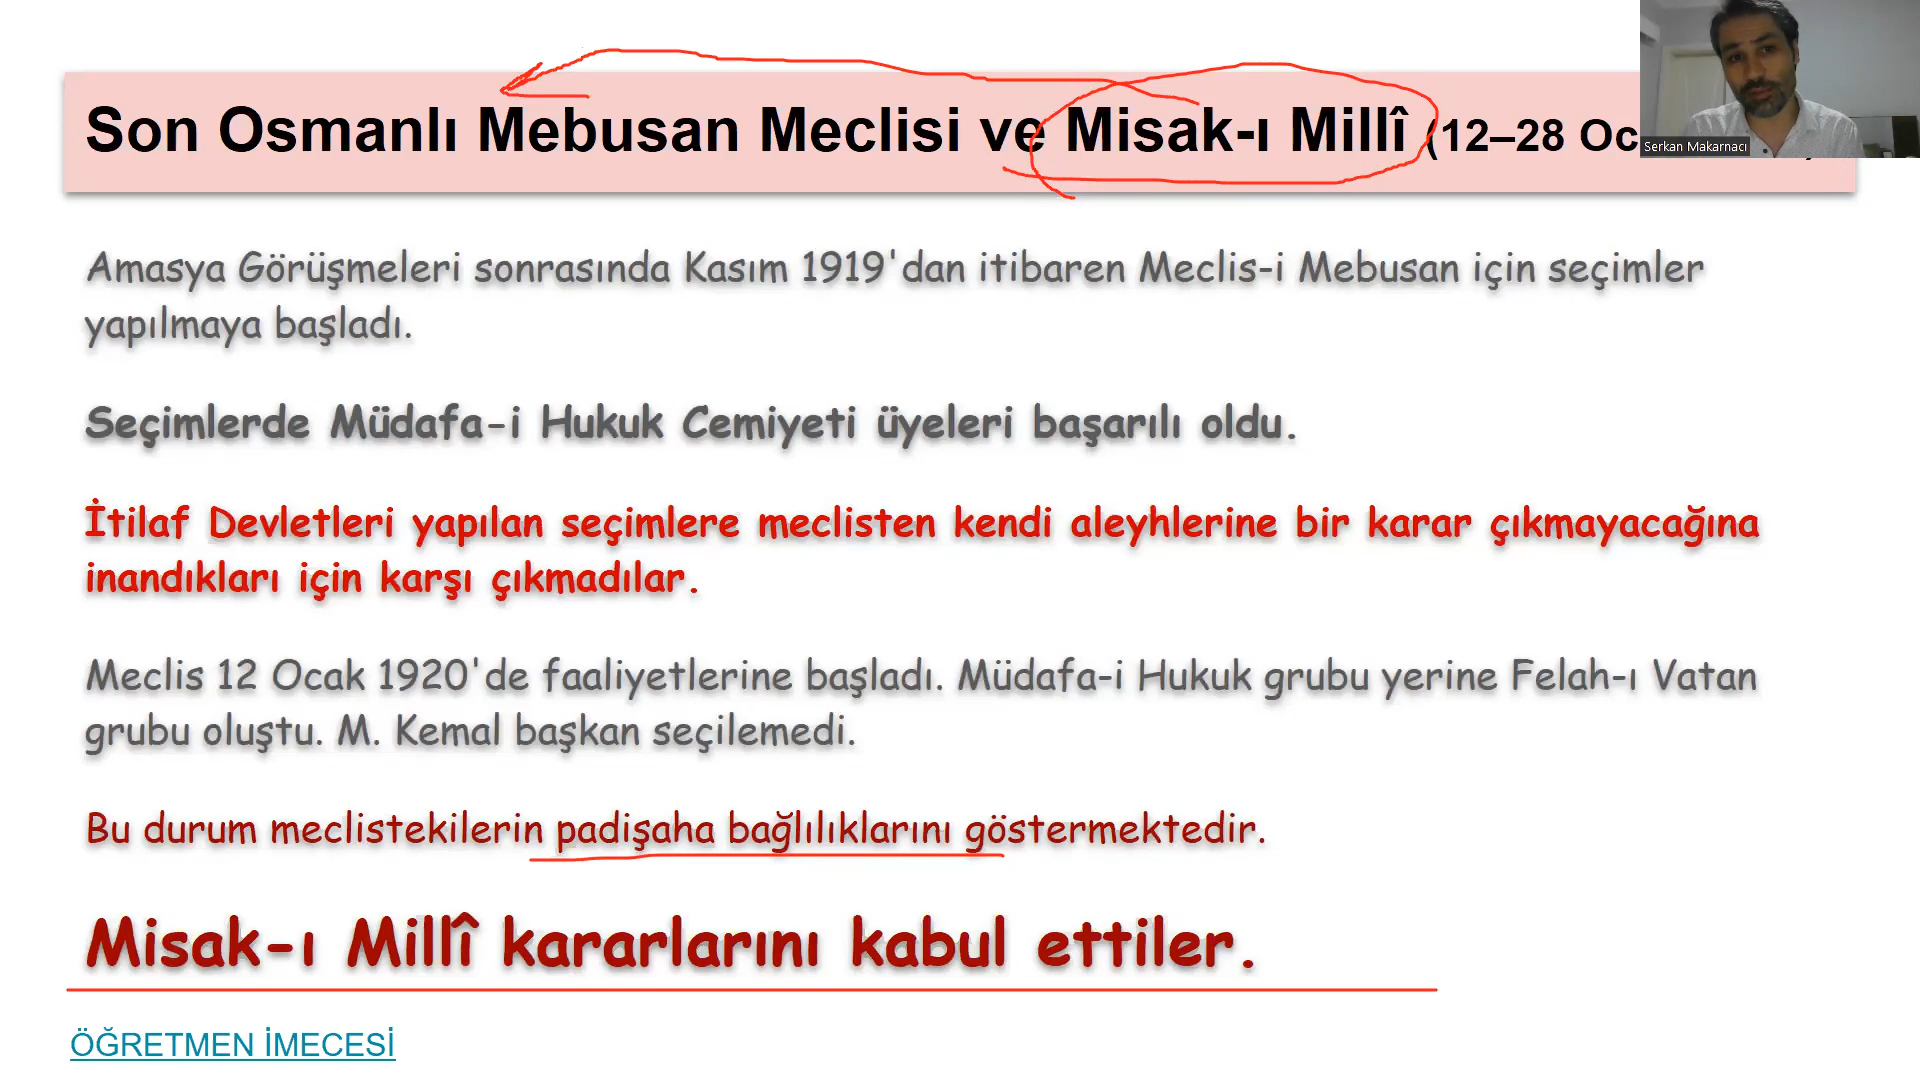 Son Osmanlı Mebusan Meclisi ve Misak-ı Millî (12–28
Serkan Makarnacı
Amasya Görüşmeleri sonrasında Kasım 1919'dan itibaren Meclis-i Mebusan için seçimler
yapılmaya başladı.
Seçimlerde Müdafa-i Hukuk Cemiyeti üyeleri başarılı oldu.
İtilaf Devletleri yapılan seçimlere meclisten kendi aleyhlerine bir karar çıkmayacağına
inandıkları için karşı çıkmadılar.
Meclis 12 Ocak 1920'de faaliyetlerine başladı. Müdafa-i Hukuk grubu yerine Felah-ı Vatan
grubu oluştu. M. Kemal başkan seçilemedi.
Bu durum meclistekilerin padişaha bağlılıklarını göstermektedir.
Misak-ı Millî kararlarını kabul ettiler.
ÖĞRETMEN İMECESİ